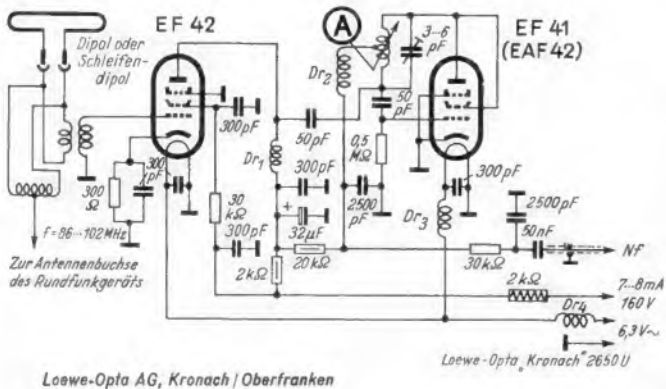 EF 42
A
3–6
pF
EF 41
(EAF 42)
Dipol oder
Schleifen-
dipol
Dr2
300pF
50
pF
50pF
300
pF
Dr1
0,5
MΩ
300pF
300pF
300
Ω
30
kΩ
2500
pF
Dr3
2500pF
+
32µF
50nF
f=86...102MHz
300pF
20kΩ
30kΩ
Nf
Zur Antennenbuchse
des Rundfunkgeräts
2kΩ
2kΩ
7...8mA
160V
Dr4
6,3V~
Loewe-Opta „Kronach" 2650U
Loewe-Opta AG, Kronach / Oberfranken